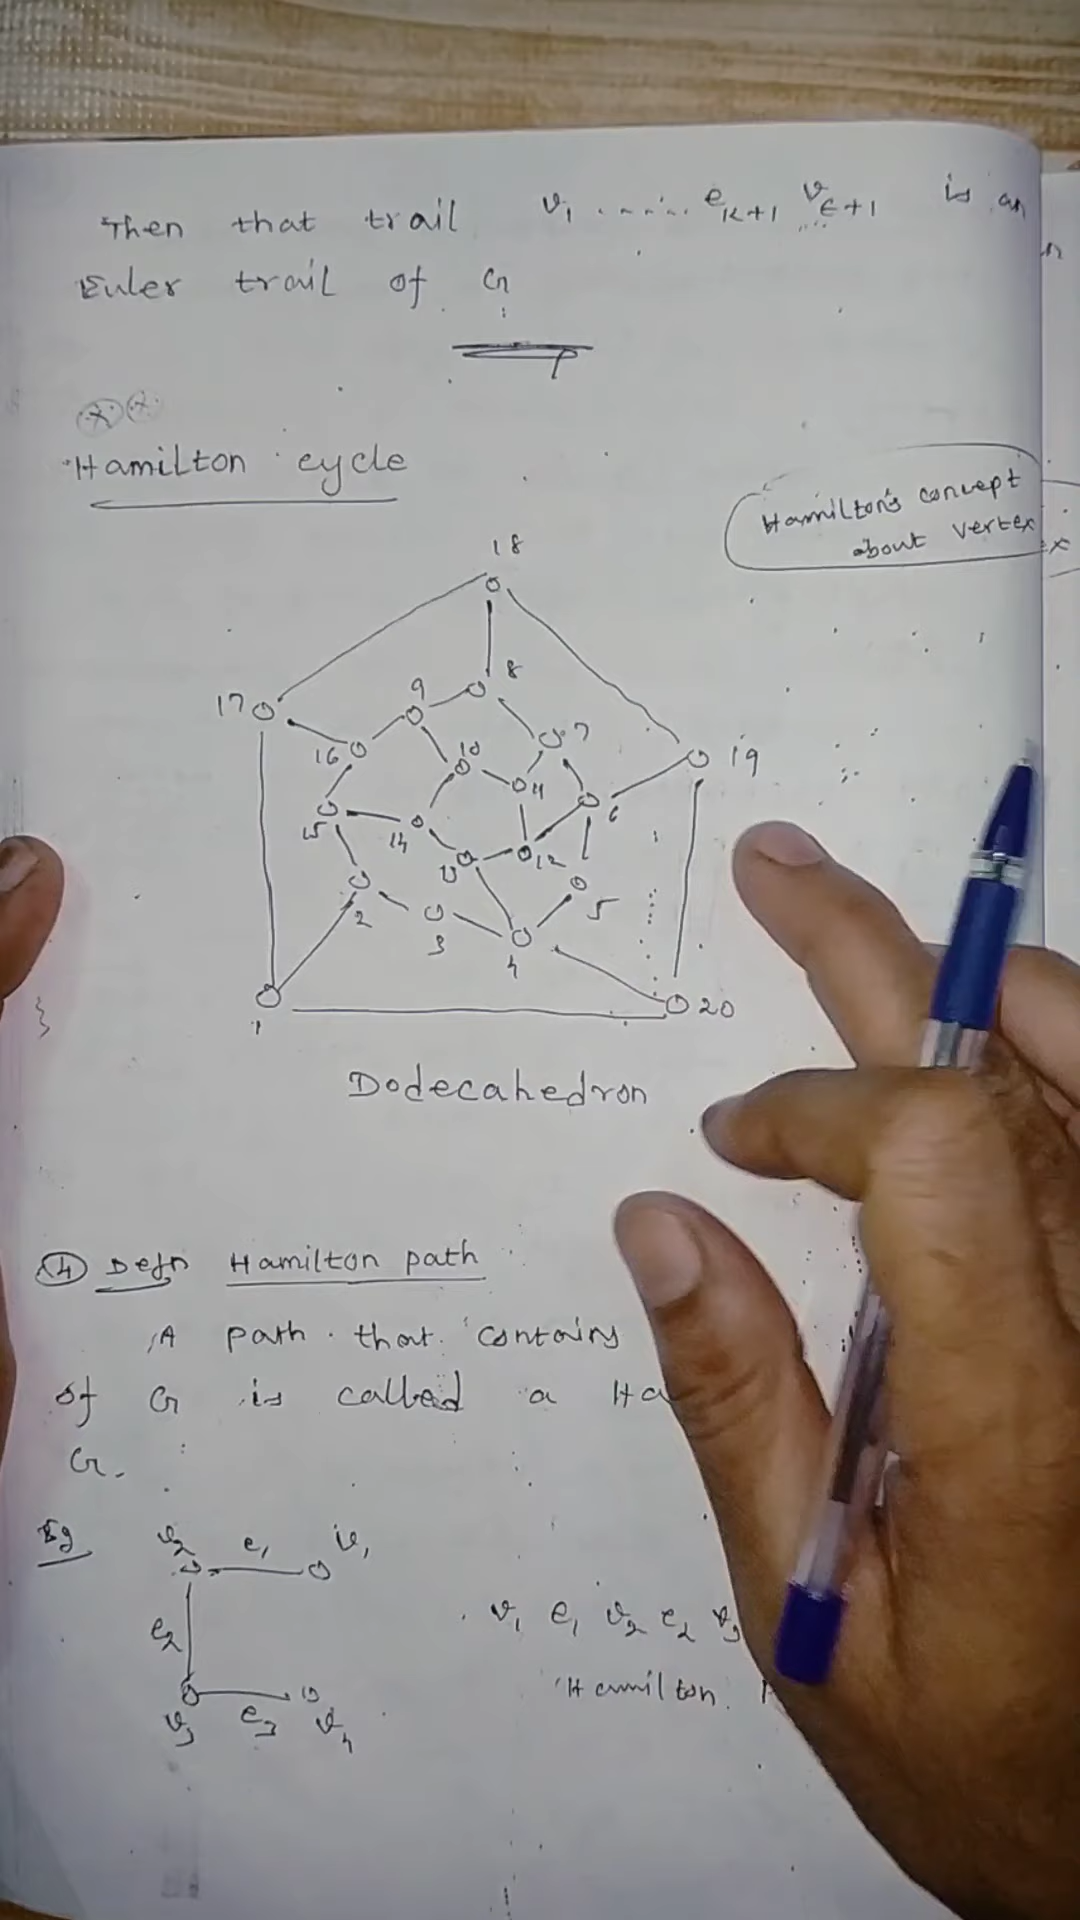 Then that trail v1 ...... eK+1 vϵ+1 is an
Euler trail of G
Hamilton cycle
Hamilton's concept
about vertex
18
8
9
17
7
16
10
19
11
6
15
14
13
12
2
5
3
4
1
20
Dodecahedron
(4) Defn Hamilton path
A path that contains
of G is called a Ha
G.
Eg
v2 e1 v1
e2
v1 e1 v2 e2 v3
Hamilton
v3 e3 v4